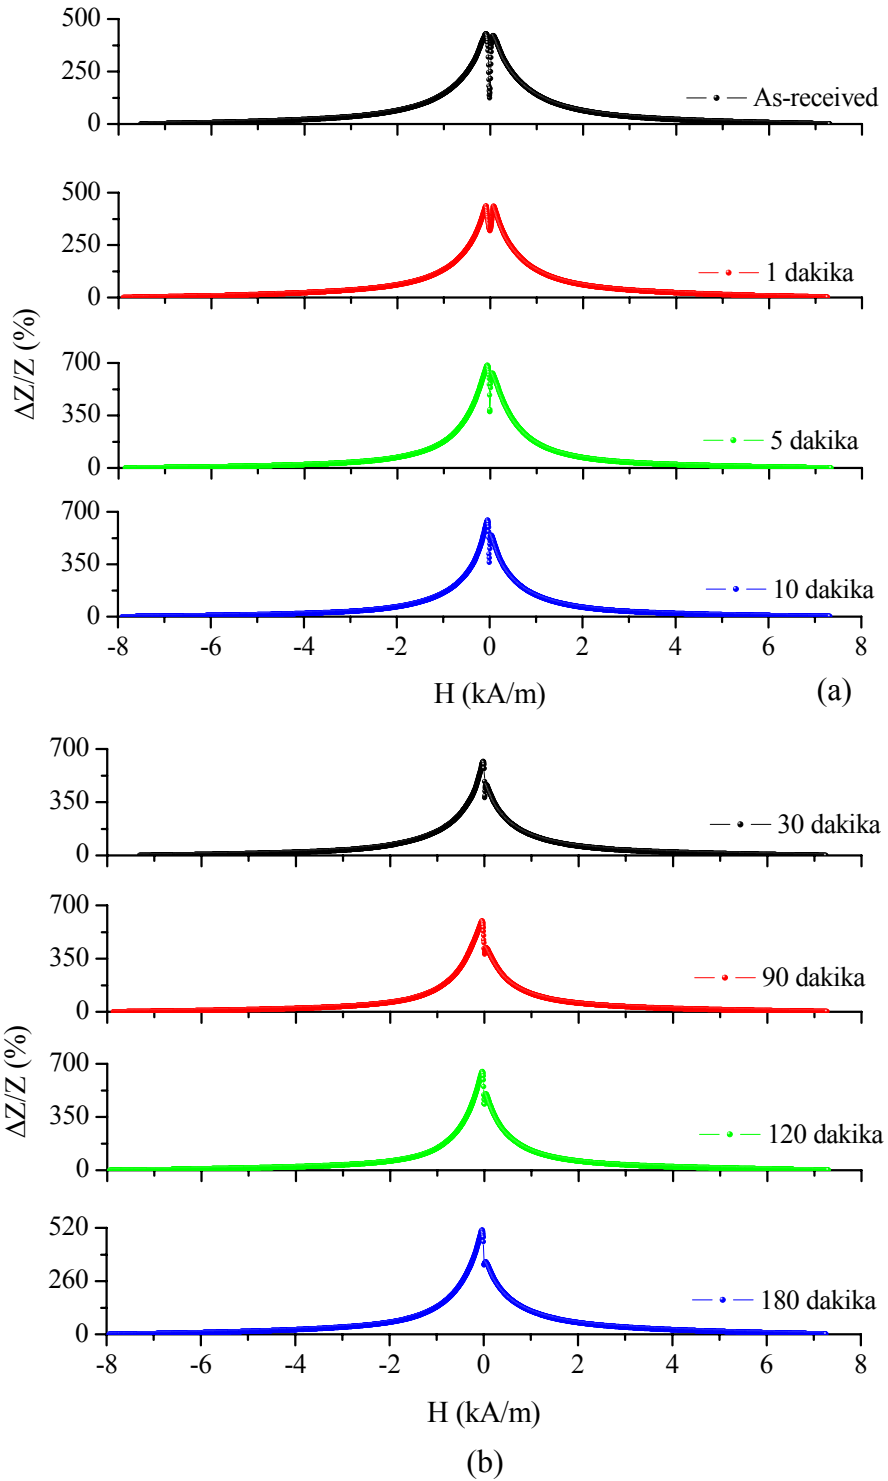 500
250
0
As-received
500
250
0
1 dakika
ΔZ/Z (%)
700
350
0
5 dakika
700
350
0
10 dakika
-8 -6 -4 -2 0 2 4 6 8
H (kA/m)
(a)
700
350
0
30 dakika
700
350
0
90 dakika
ΔZ/Z (%)
700
350
0
120 dakika
520
260
0
180 dakika
-8 -6 -4 -2 0 2 4 6 8
H (kA/m)
(b)